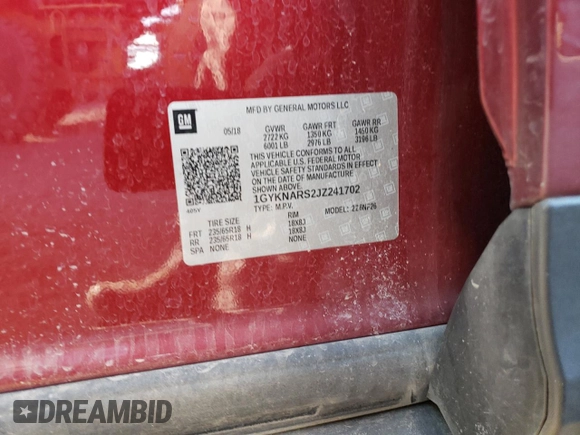 MFD BY GENERAL MOTORS LLC
GM
05/18 GVWR GAWR FRT GAWR RR
2722 KG 1350 KG 1450 KG
6001 LB 2976 LB 3196 LB
THIS VEHICLE CONFORMS TO ALL
APPLICABLE U.S. FEDERAL MOTOR
VEHICLE SAFETY STANDARDS IN EFFECT
ON THE DATE OF MANUFACTURE
SHOWN ABOVE.
1GYKNARS2JZ241702
TYPE: M.P.V. MODEL:
TIRE SIZE RIM
FRT 235/65R18 H 18X8J
RR 235/65R18 H 18X8J
SPA NONE NONE
DREAMBID